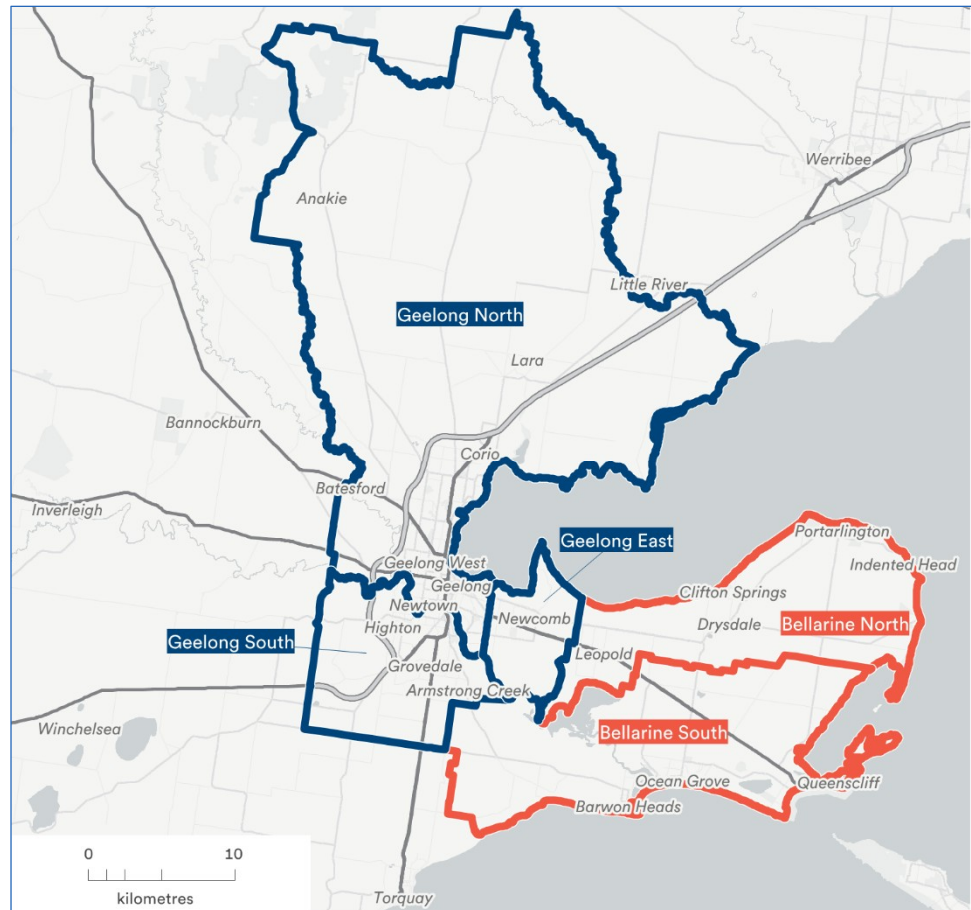 Werribee
Anakie
Little River
Geelong North
Lara
Bannockburn
Corio
Batesford
Inverleigh
Portarlington
Geelong East
Indented Head
Geelong West
Clifton Springs
Geelong
Newtown
Newcomb
Drysdale
Bellarine North
Highton
Geelong South
Leopold
Grovedale
Armstrong Creek
Winchelsea
Bellarine South
Ocean Grove
Queenscliff
Barwon Heads
0 10
kilometres
Torquay